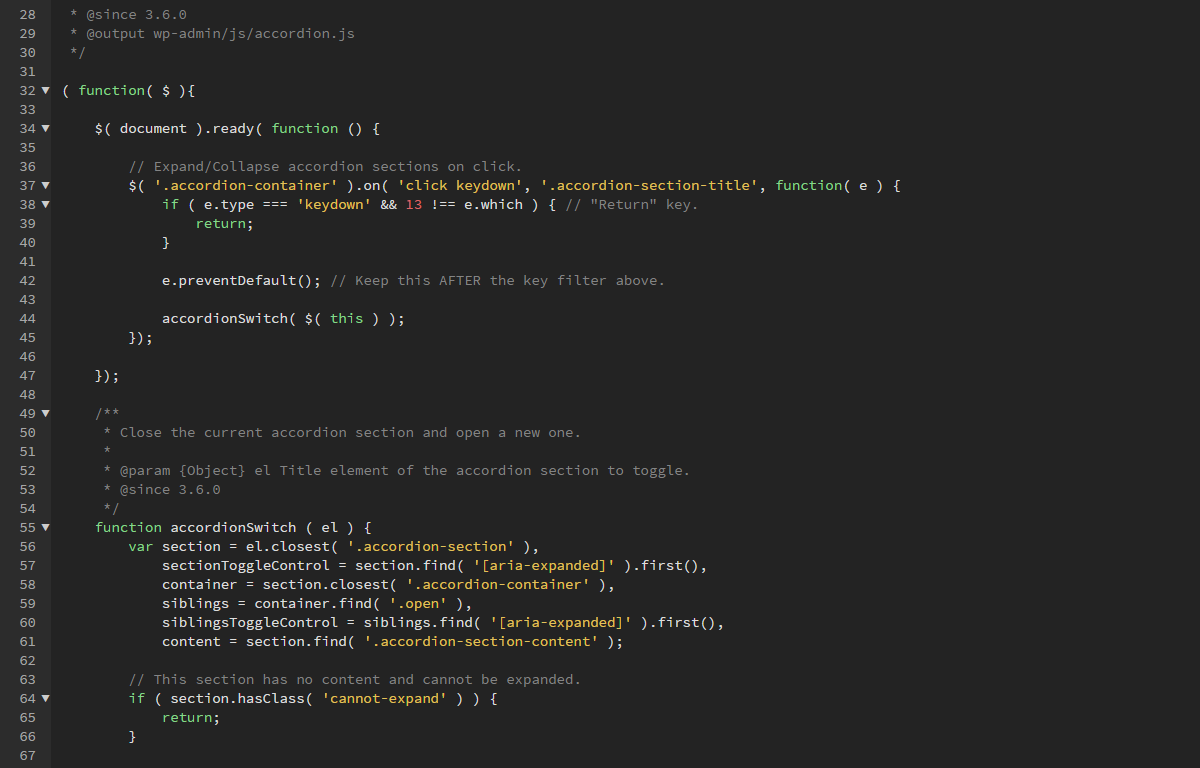 28  * @since 3.6.0
29  * @output wp-admin/js/accordion.js
30  */
31
32 ▼ ( function( $ ){
33
34 ▼     $( document ).ready( function () {
35
36         // Expand/Collapse accordion sections on click.
37 ▼         $( '.accordion-container' ).on( 'click keydown', '.accordion-section-title', function( e ) {
38 ▼             if ( e.type === 'keydown' && 13 !== e.which ) { // "Return" key.
39                 return;
40             }
41
42             e.preventDefault(); // Keep this AFTER the key filter above.
43
44             accordionSwitch( $( this ) );
45         });
46
47     });
48
49 ▼     /**
50      * Close the current accordion section and open a new one.
51      *
52      * @param {Object} el Title element of the accordion section to toggle.
53      * @since 3.6.0
54      */
55 ▼     function accordionSwitch ( el ) {
56         var section = el.closest( '.accordion-section' ),
57             sectionToggleControl = section.find( '[aria-expanded]' ).first(),
58             container = section.closest( '.accordion-container' ),
59             siblings = container.find( '.open' ),
60             siblingsToggleControl = siblings.find( '[aria-expanded]' ).first(),
61             content = section.find( '.accordion-section-content' );
62
63         // This section has no content and cannot be expanded.
64 ▼         if ( section.hasClass( 'cannot-expand' ) ) {
65             return;
66         }
67